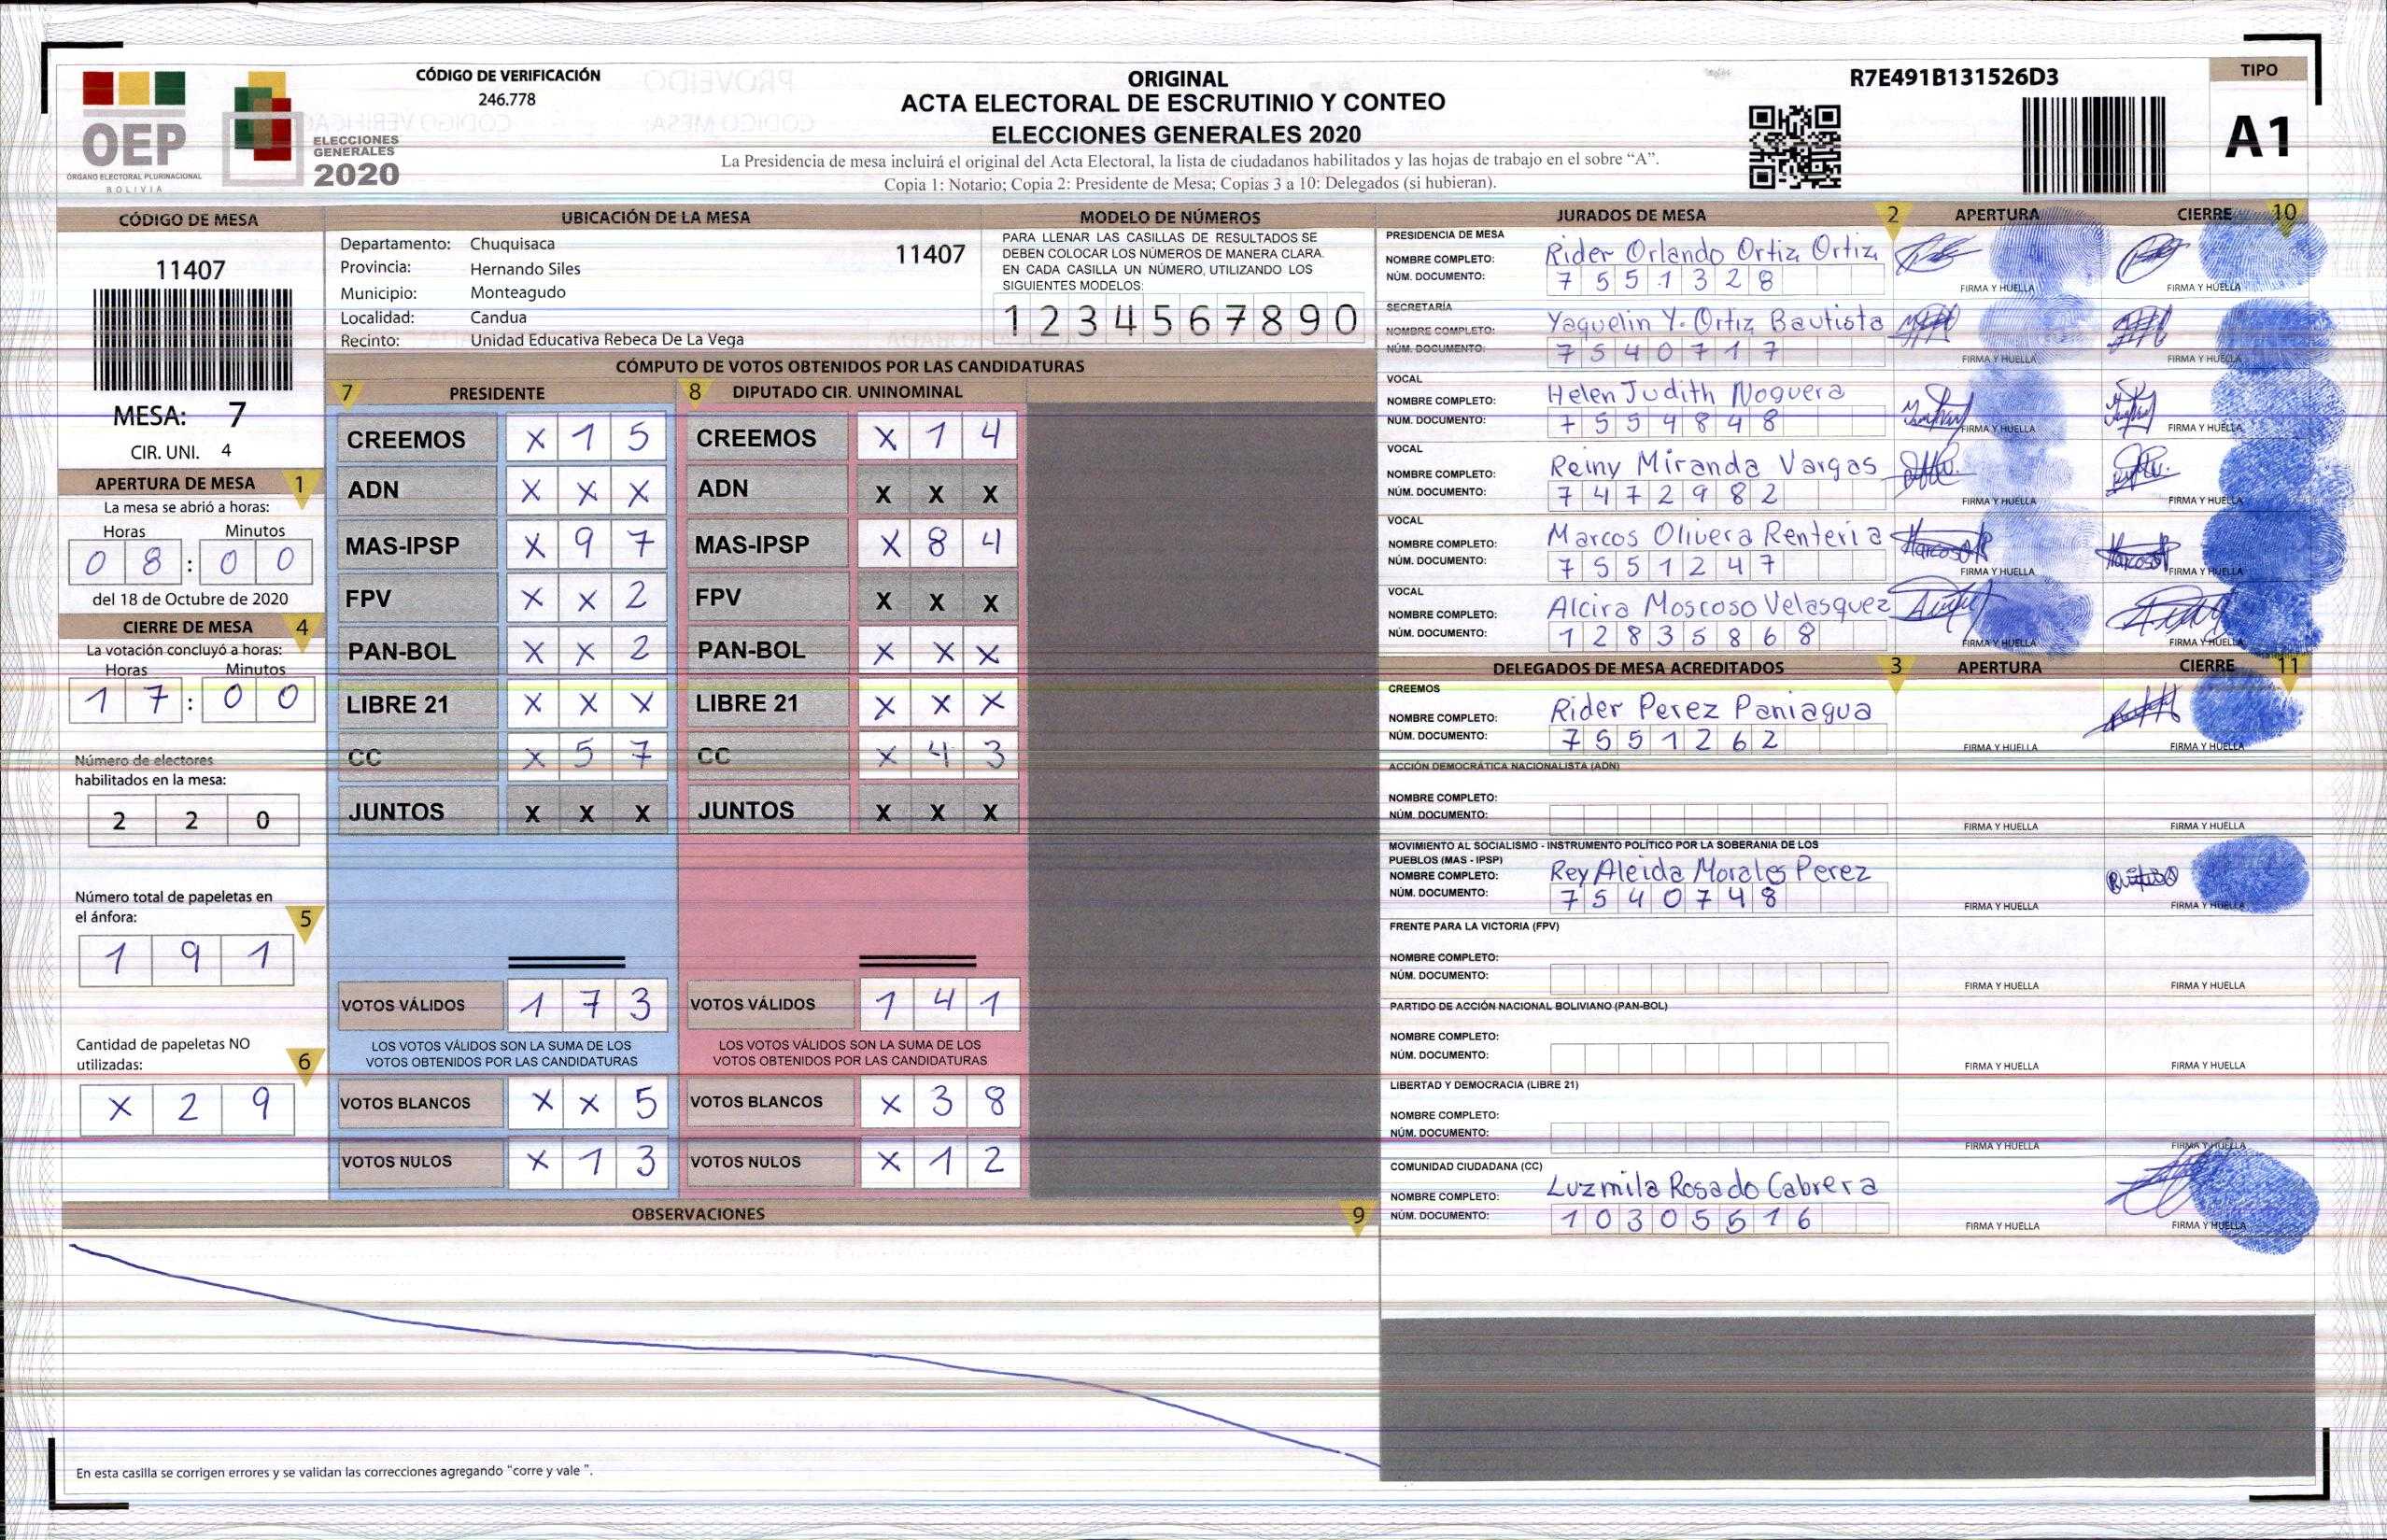 CÓDIGO DE VERIFICACIÓN
246.778
OEP
ÓRGANO ELECTORAL PLURINACIONAL
BOLIVIA
ELECCIONES
GENERALES
2020
ORIGINAL
ACTA ELECTORAL DE ESCRUTINIO Y CONTEO
ELECCIONES GENERALES 2020
La Presidencia de mesa incluirá el original del Acta Electoral, la lista de ciudadanos habilitados y las hojas de trabajo en el sobre “A”.
Copia 1: Notario; Copia 2: Presidente de Mesa; Copias 3 a 10: Delegados (si hubieran).
R7E491B131526D3
TIPO
A1
CÓDIGO DE MESA
11407
MESA: 7
CIR. UNI. 4
APERTURA DE MESA 1
La mesa se abrió a horas:
Horas Minutos
0 8 : 0 0
del 18 de Octubre de 2020
CIERRE DE MESA 4
La votación concluyó a horas:
Horas Minutos
1 7 : 0 0
Número de electores
habilitados en la mesa:
2 2 0
Número total de papeletas en
el ánfora: 5
1 9 1
Cantidad de papeletas NO
utilizadas: 6
X 2 9
UBICACIÓN DE LA MESA
Departamento: Chuquisaca 11407
Provincia: Hernando Siles
Municipio: Monteagudo
Localidad: Candua
Recinto: Unidad Educativa Rebeca De La Vega
MODELO DE NÚMEROS
PARA LLENAR LAS CASILLAS DE RESULTADOS SE
DEBEN COLOCAR LOS NÚMEROS DE MANERA CLARA.
EN CADA CASILLA UN NÚMERO, UTILIZANDO LOS
SIGUIENTES MODELOS:
1 2 3 4 5 6 7 8 9 0
CÓMPUTO DE VOTOS OBTENIDOS POR LAS CANDIDATURAS
7 PRESIDENTE 8 DIPUTADO CIR. UNINOMINAL
CREEMOS X 1 5 CREEMOS X 1 4
ADN X X X ADN X X X
MAS-IPSP X 9 7 MAS-IPSP X 8 4
FPV X X 2 FPV X X X
PAN-BOL X X 2 PAN-BOL X X X
LIBRE 21 X X X LIBRE 21 X X X
CC X 5 7 CC X 4 3
JUNTOS X X X JUNTOS X X X
VOTOS VÁLIDOS 1 7 3 VOTOS VÁLIDOS 1 4 1
LOS VOTOS VÁLIDOS SON LA SUMA DE LOS LOS VOTOS VÁLIDOS SON LA SUMA DE LOS
VOTOS OBTENIDOS POR LAS CANDIDATURAS VOTOS OBTENIDOS POR LAS CANDIDATURAS
VOTOS BLANCOS X X 5 VOTOS BLANCOS X 3 8
VOTOS NULOS X 1 3 VOTOS NULOS X 1 2
OBSERVACIONES 9
En esta casilla se corrigen errores y se validan las correcciones agregando “corre y vale ”.
JURADOS DE MESA 2 APERTURA CIERRE 10
PRESIDENCIA DE MESA
NOMBRE COMPLETO: Rider Orlando Ortiz Ortiz
NÚM. DOCUMENTO: 7551328
FIRMA Y HUELLA FIRMA Y HUELLA
SECRETARÍA
NOMBRE COMPLETO: Yaquelin Y. Ortiz Bautista
NÚM. DOCUMENTO: 7540717
FIRMA Y HUELLA FIRMA Y HUELLA
VOCAL
NOMBRE COMPLETO: Helen Judith Noguera
NÚM. DOCUMENTO: 7554848
FIRMA Y HUELLA FIRMA Y HUELLA
VOCAL
NOMBRE COMPLETO: Reiny Miranda Vargas
NÚM. DOCUMENTO: 7472982
FIRMA Y HUELLA FIRMA Y HUELLA
VOCAL
NOMBRE COMPLETO: Marcos Olivera Renteria
NÚM. DOCUMENTO: 7551247
FIRMA Y HUELLA FIRMA Y HUELLA
VOCAL
NOMBRE COMPLETO: Alcira Moscoso Velasquez
NÚM. DOCUMENTO: 12835868
FIRMA Y HUELLA FIRMA Y HUELLA
DELEGADOS DE MESA ACREDITADOS 3 APERTURA CIERRE 11
CREEMOS
NOMBRE COMPLETO: Rider Perez Paniagua
NÚM. DOCUMENTO: 7551262
FIRMA Y HUELLA FIRMA Y HUELLA
ACCIÓN DEMOCRÁTICA NACIONALISTA (ADN)
NOMBRE COMPLETO:
NÚM. DOCUMENTO:
FIRMA Y HUELLA FIRMA Y HUELLA
MOVIMIENTO AL SOCIALISMO - INSTRUMENTO POLÍTICO POR LA SOBERANIA DE LOS
PUEBLOS (MAS - IPSP)
NOMBRE COMPLETO: Rey Aleida Morales Perez
NÚM. DOCUMENTO: 7540748
FIRMA Y HUELLA FIRMA Y HUELLA
FRENTE PARA LA VICTORIA (FPV)
NOMBRE COMPLETO:
NÚM. DOCUMENTO:
FIRMA Y HUELLA FIRMA Y HUELLA
PARTIDO DE ACCIÓN NACIONAL BOLIVIANO (PAN-BOL)
NOMBRE COMPLETO:
NÚM. DOCUMENTO:
FIRMA Y HUELLA FIRMA Y HUELLA
LIBERTAD Y DEMOCRACIA (LIBRE 21)
NOMBRE COMPLETO:
NÚM. DOCUMENTO:
FIRMA Y HUELLA FIRMA Y HUELLA
COMUNIDAD CIUDADANA (CC)
NOMBRE COMPLETO: Luzmila Rosado Cabrera
NÚM. DOCUMENTO: 10305516
FIRMA Y HUELLA FIRMA Y HUELLA